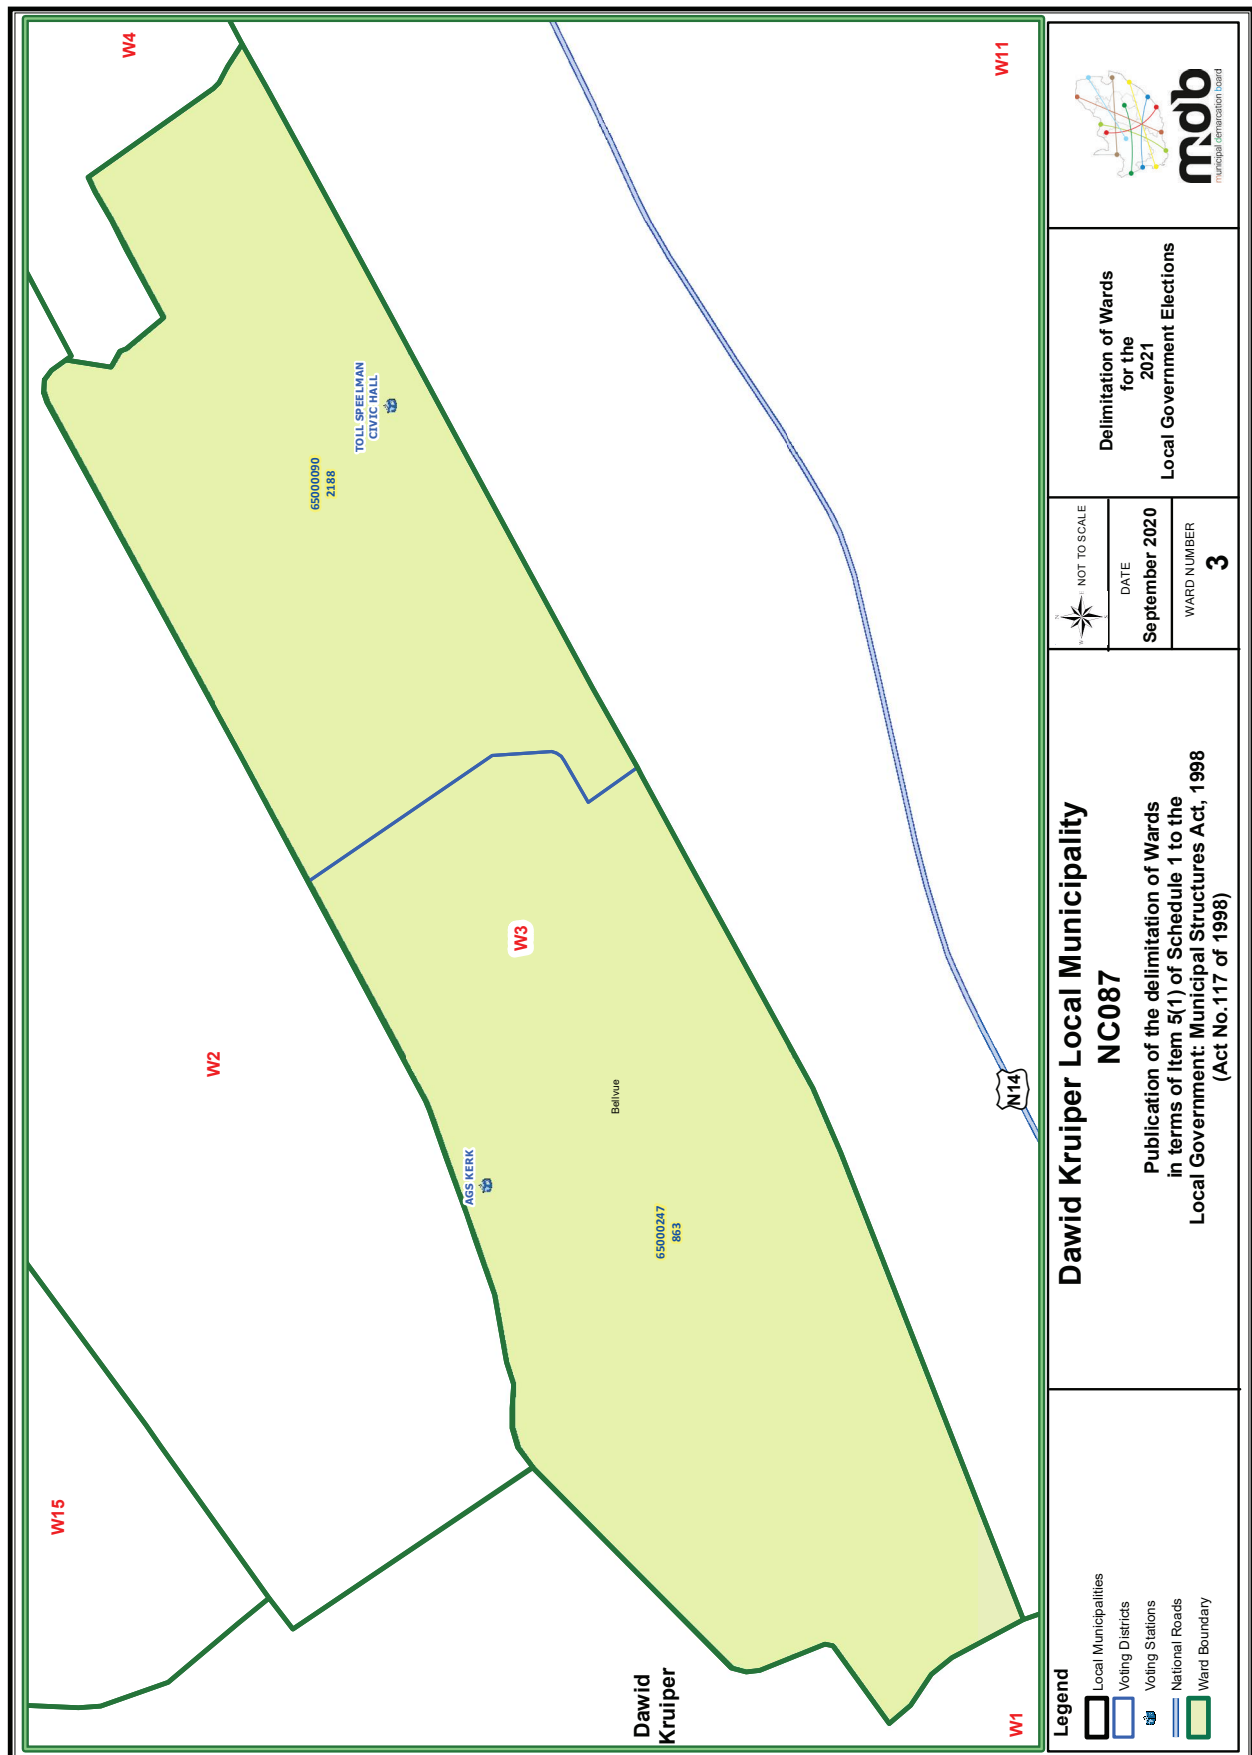 W15
W2
W4
W3
W11
W1
TOLL SPEELMAN
CIVIC HALL
65000090
2188
AGS KERK
Bellvue
65000247
863
N14
Dawid
Kruiper
Legend
Local Municipalities
Voting Districts
Voting Stations
National Roads
Ward Boundary
Dawid Kruiper Local Municipality
NC087
Publication of the delimitation of Wards
in terms of Item 5(1) of Schedule 1 to the
Local Government: Municipal Structures Act, 1998
(Act No.117 of 1998)
N
W E
S
NOT TO SCALE
DATE
September 2020
WARD NUMBER
3
Delimitation of Wards
for the
2021
Local Government Elections
mdb
municipal demarcation board